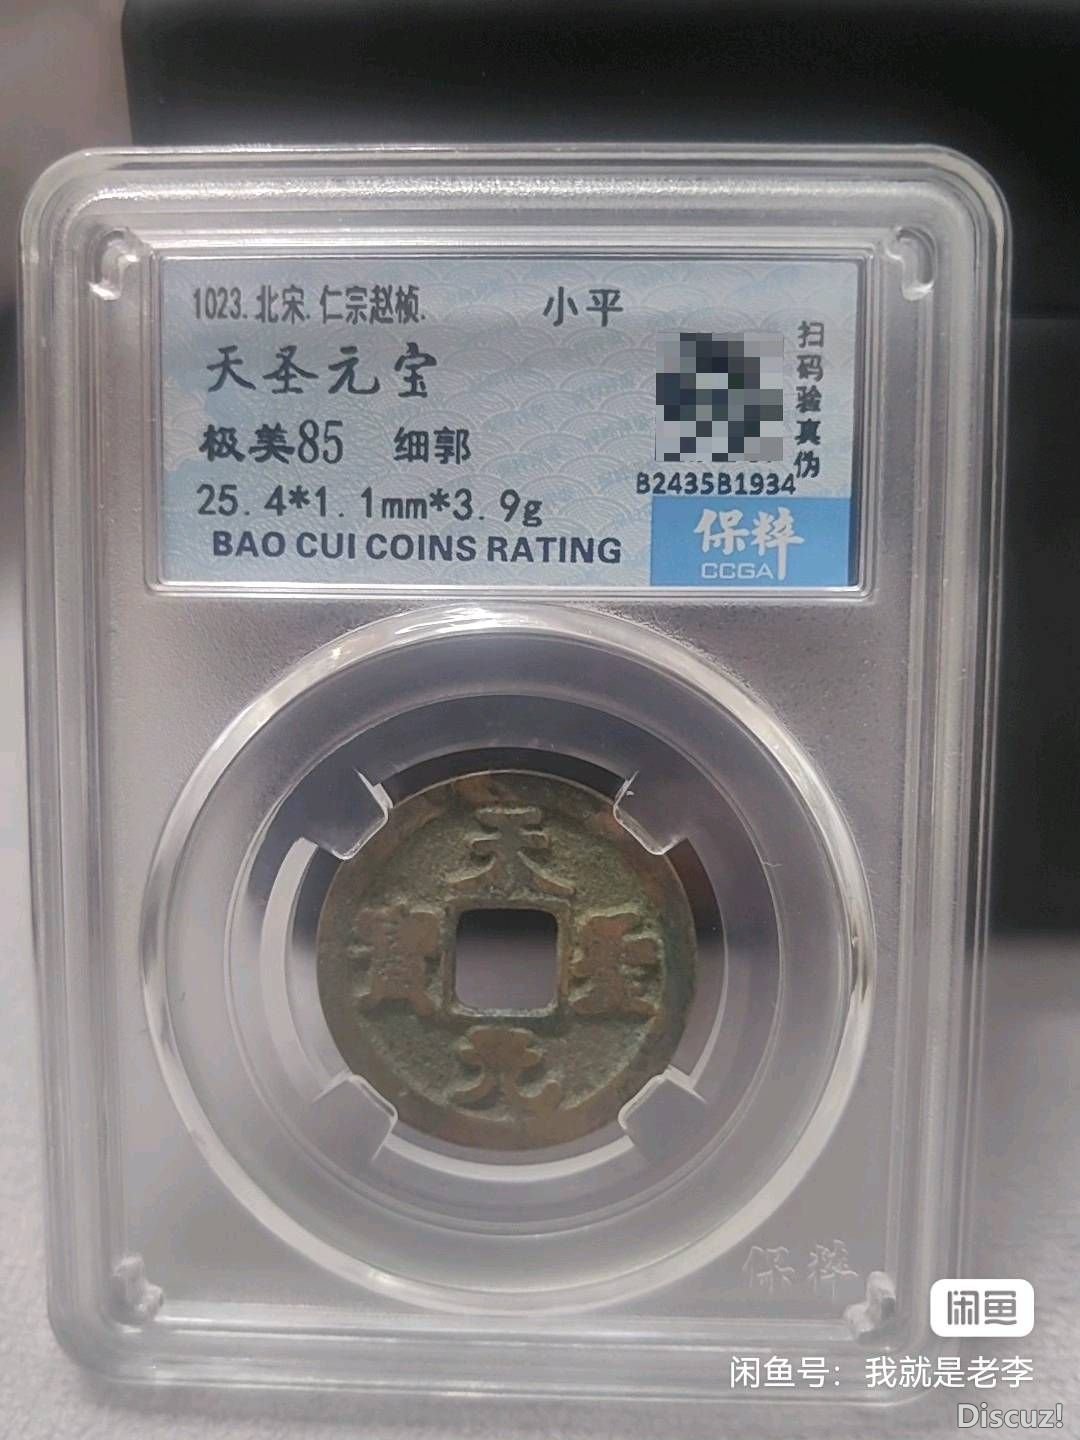 1023.北宋.仁宗赵桢.
小平
天圣元宝
极美85 细郭
25.4*1.1mm*3.9g
BAO CUI COINS RATING
扫码验真伪
B2435B1934
保粹
CCGA
天
聖
元
寳
保粹
闲鱼
闲鱼号：我就是老李
Discuz!